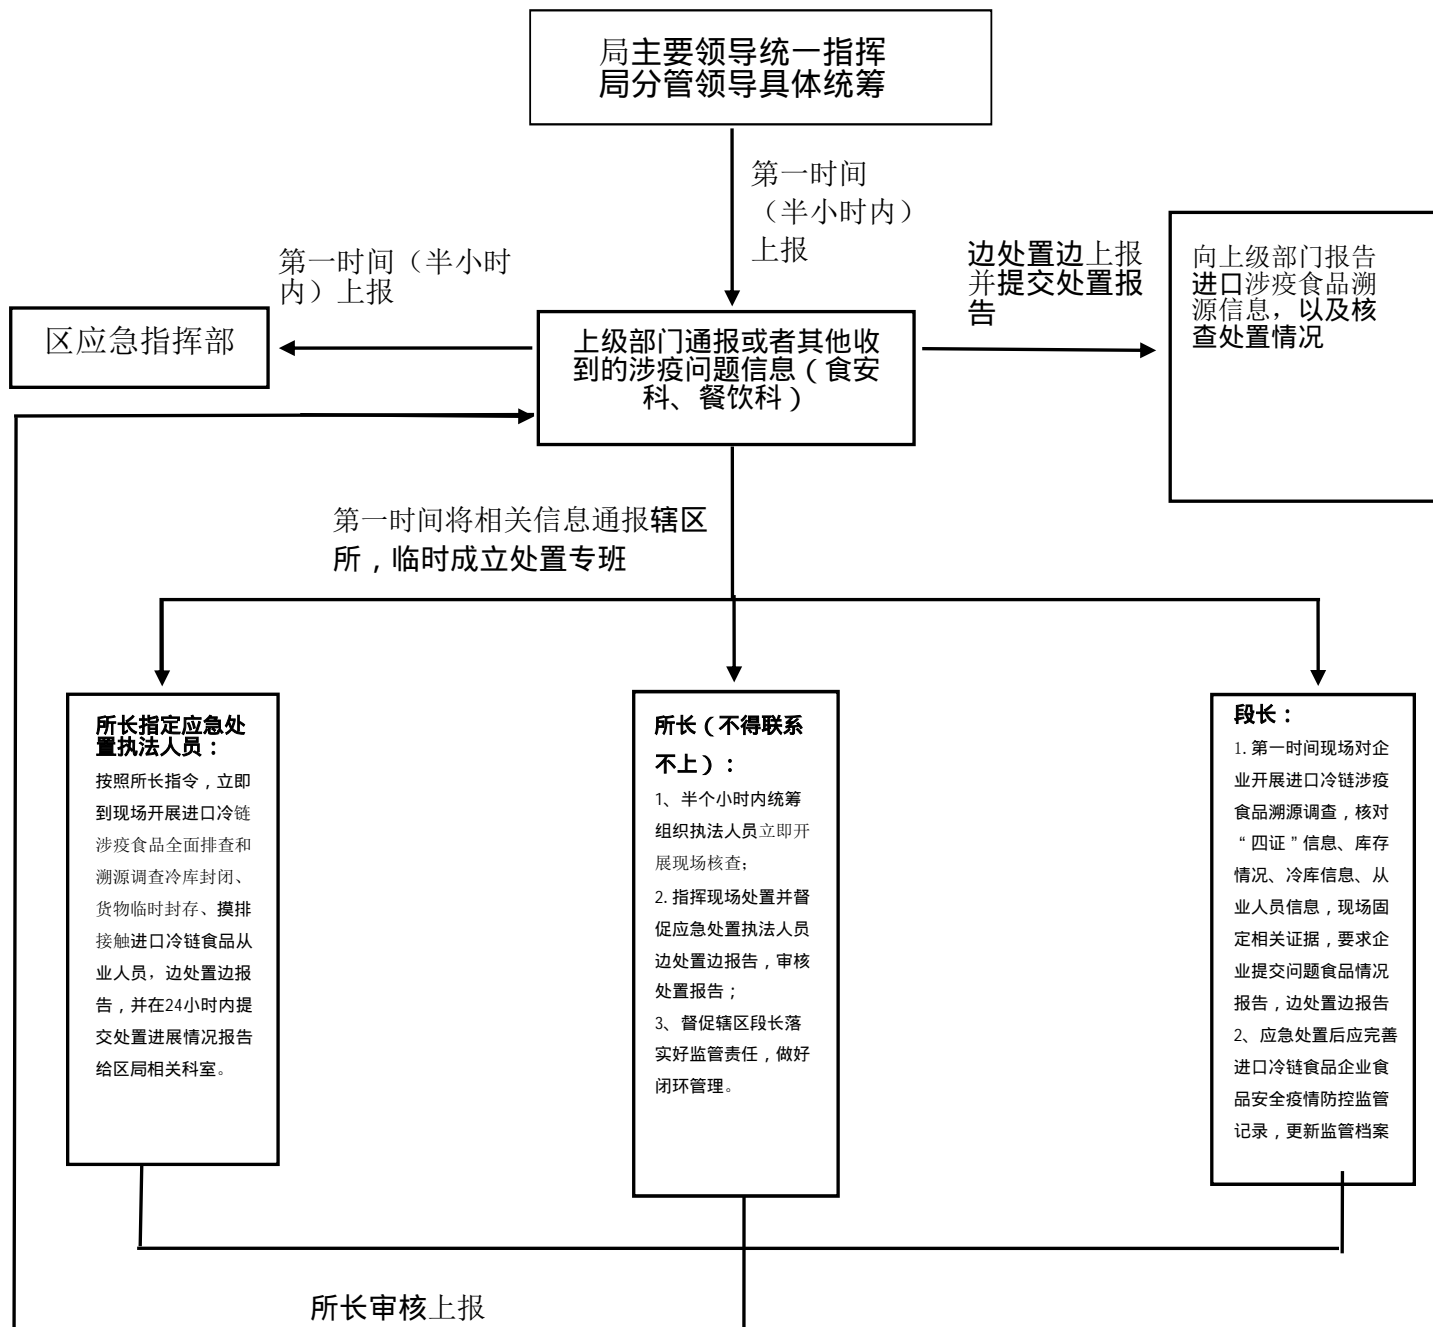 局主要领导统一指挥
局分管领导具体统筹
第一时间
（半小时内）
上报
第一时间（半小时
内）上报
边处置边上报
并提交处置报
告
向上级部门报告
进口涉疫食品溯
源信息，以及核
查处置情况
区应急指挥部
上级部门通报或者其他收
到的涉疫问题信息（食安
科、餐饮科）
第一时间将相关信息通报辖区
所，临时成立处置专班
所长指定应急处
置执法人员：
按照所长指令，立即
到现场开展进口冷链
涉疫食品全面排查和
溯源调查冷库封闭、
货物临时封存、摸排
接触进口冷链食品从
业人员，边处置边报
告，并在24小时内提
交处置进展情况报告
给区局相关科室。
所长（不得联系
不上）：
1、半个小时内统筹
组织执法人员立即开
展现场核查;
2.指挥现场处置并督
促应急处置执法人员
边处置边报告，审核
处置报告；
3、督促辖区段长落
实好监管责任，做好
闭环管理。
段长：
1.第一时间现场对企
业开展进口冷链涉疫
食品溯源调查，核对
“四证”信息、库存
情况、冷库信息、从
业人员信息，现场固
定相关证据，要求企
业提交问题食品情况
报告，边处置边报告
2、应急处置后应完善
进口冷链食品企业食
品安全疫情防控监管
记录，更新监管档案
所长审核上报